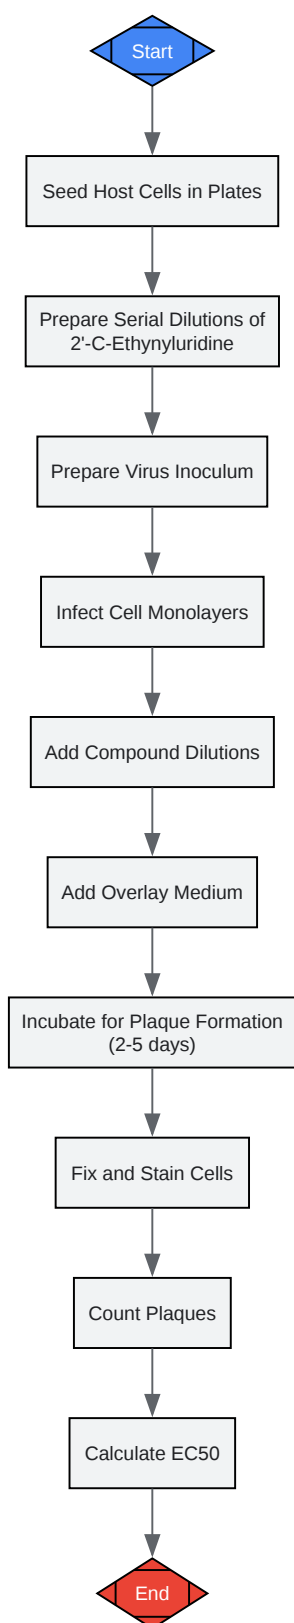 Start
Seed Host Cells in Plates
Prepare Serial Dilutions of
2'-C-Ethynyluridine
Prepare Virus Inoculum
Infect Cell Monolayers
Add Compound Dilutions
Add Overlay Medium
Incubate for Plaque Formation
(2-5 days)
Fix and Stain Cells
Count Plaques
Calculate EC50
End